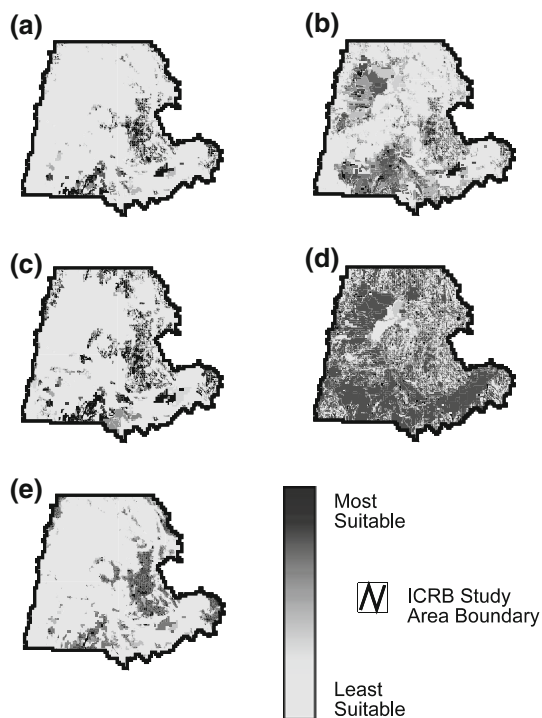 (a)
(b)
(c)
(d)
(e)
Most
Suitable
ICRB Study
Area Boundary
Least
Suitable